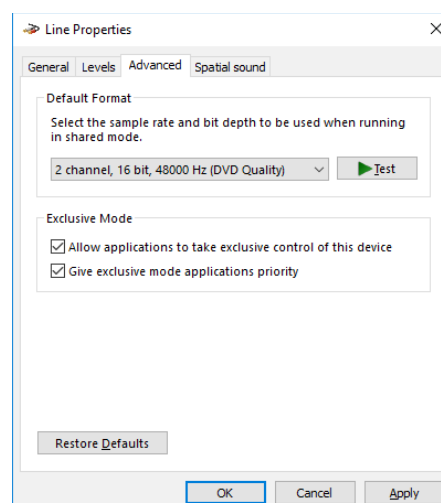 Line Properties
General Levels Advanced Spatial sound
Default Format
Select the sample rate and bit depth to be used when running
in shared mode.
2 channel, 16 bit, 48000 Hz (DVD Quality) Test
Exclusive Mode
Allow applications to take exclusive control of this device
Give exclusive mode applications priority
Restore Defaults
OK Cancel Apply